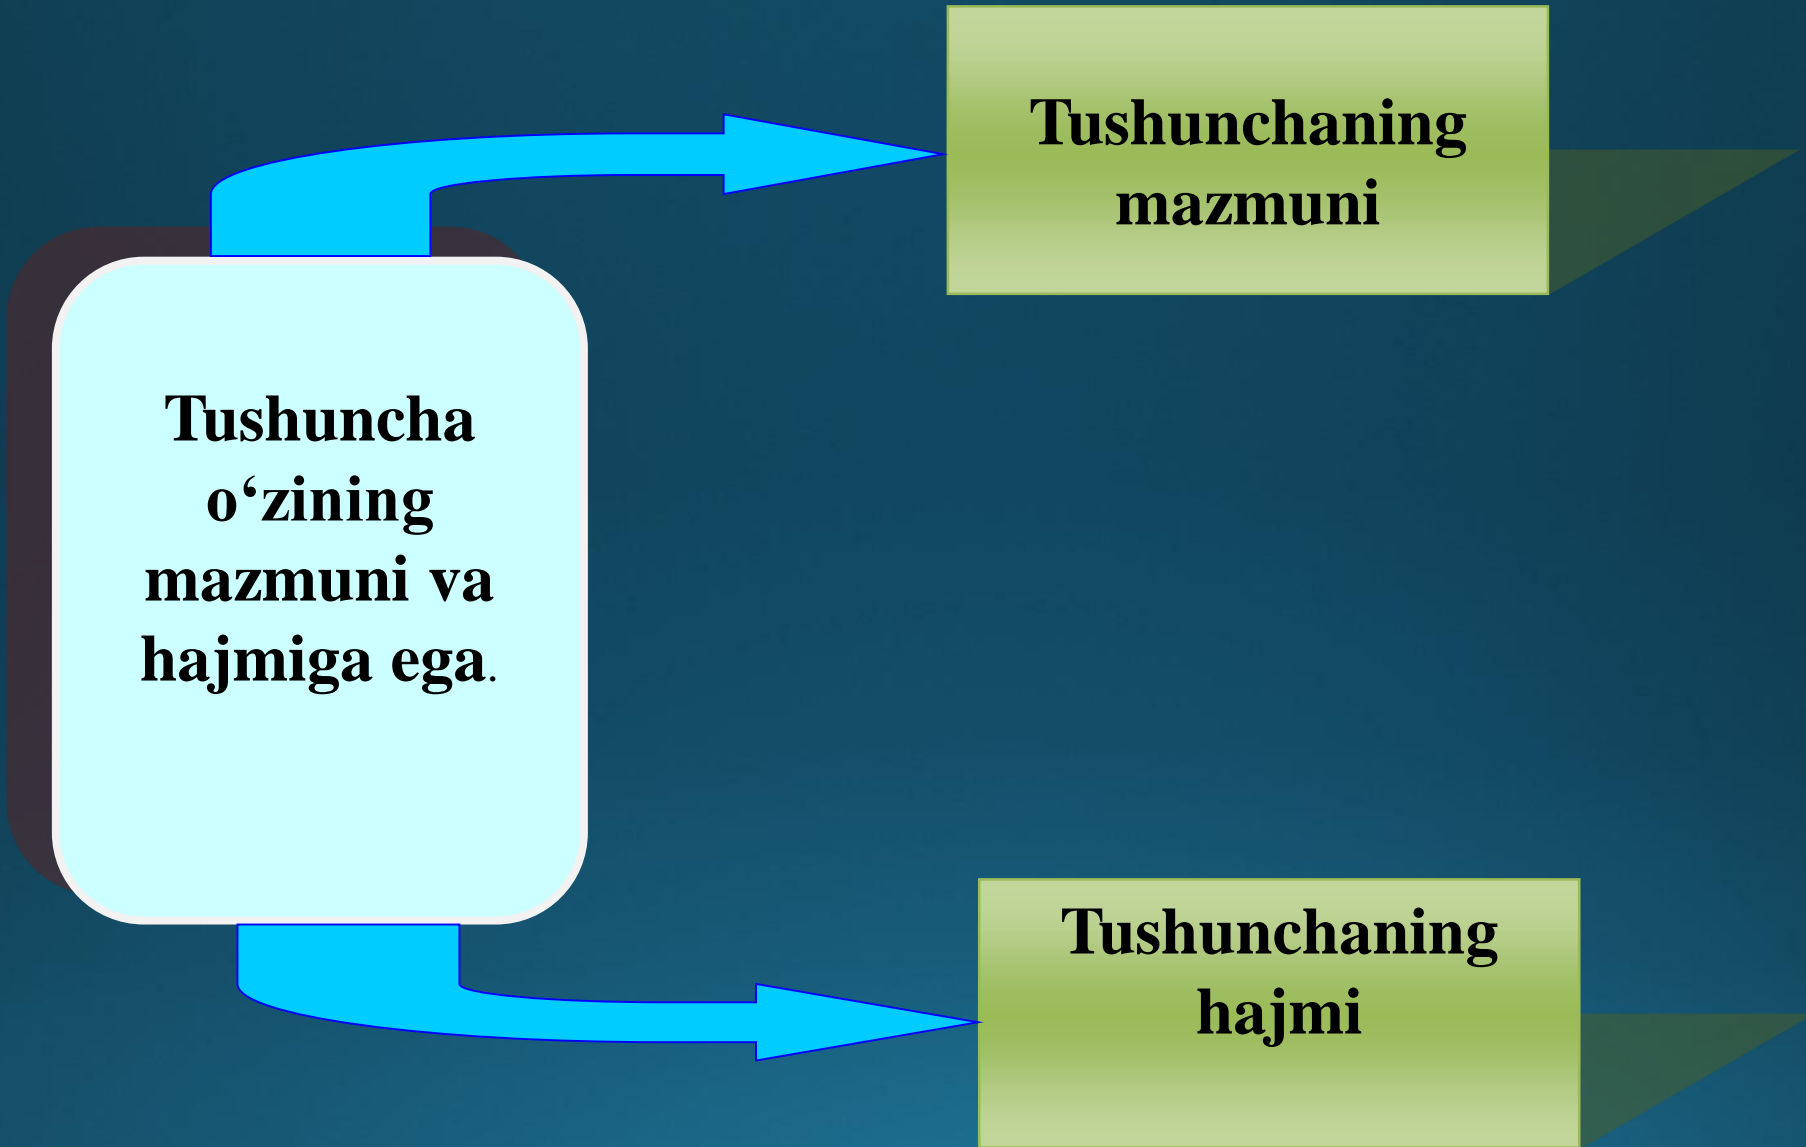 Tushunchaning
mazmuni
Tushuncha
o‘zining
mazmuni va
hajmiga ega.
Tushunchaning
hajmi